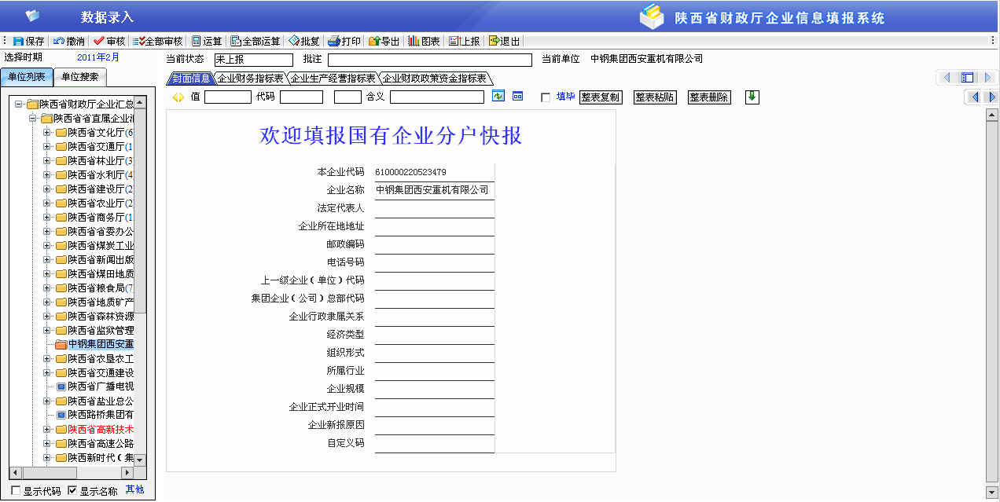 数据录入
陕西省财政厅企业信息填报系统
保存 撤消 审核 全部审核 运算 全部运算 批复 打印 导出 图表 上报 退出
选择时期 2011年2月
当前状态 未上报 批注 当前单位 中钢集团西安重机有限公司
单位列表 单位搜索
封面信息 企业财务指标表 企业生产经营指标表 企业财政政策资金指标表
值 代码 含义 填毕 整表复制 整表粘贴 整表删除
陕西省财政厅企业汇总
陕西省省直属企业汇
陕西省文化厅(6
陕西省交通厅(1
陕西省林业厅(3
陕西省水利厅(4
陕西省建设厅(2
陕西省农业厅(2
陕西省商务厅(1
陕西省省委办公
陕西省煤炭工业
陕西省新闻出版
陕西省煤田地质
陕西省粮食局(7
陕西省地质矿产
陕西省森林资源
陕西省监狱管理
中钢集团西安重
陕西省农垦农工
陕西省交通建设
陕西省广播电视
陕西省盐业总公
陕西路桥集团有
陕西省高新技术
陕西省高速公路
陕西新时代(集
显示代码 显示名称 其他
欢迎填报国有企业分户快报
本企业代码 610000220523479
企业名称 中钢集团西安重机有限公司
法定代表人
企业所在地地址
邮政编码
电话号码
上一级企业(单位)代码
集团企业(公司)总部代码
企业行政隶属关系
经济类型
组织形式
所属行业
企业规模
企业正式开业时间
企业新报原因
自定义码